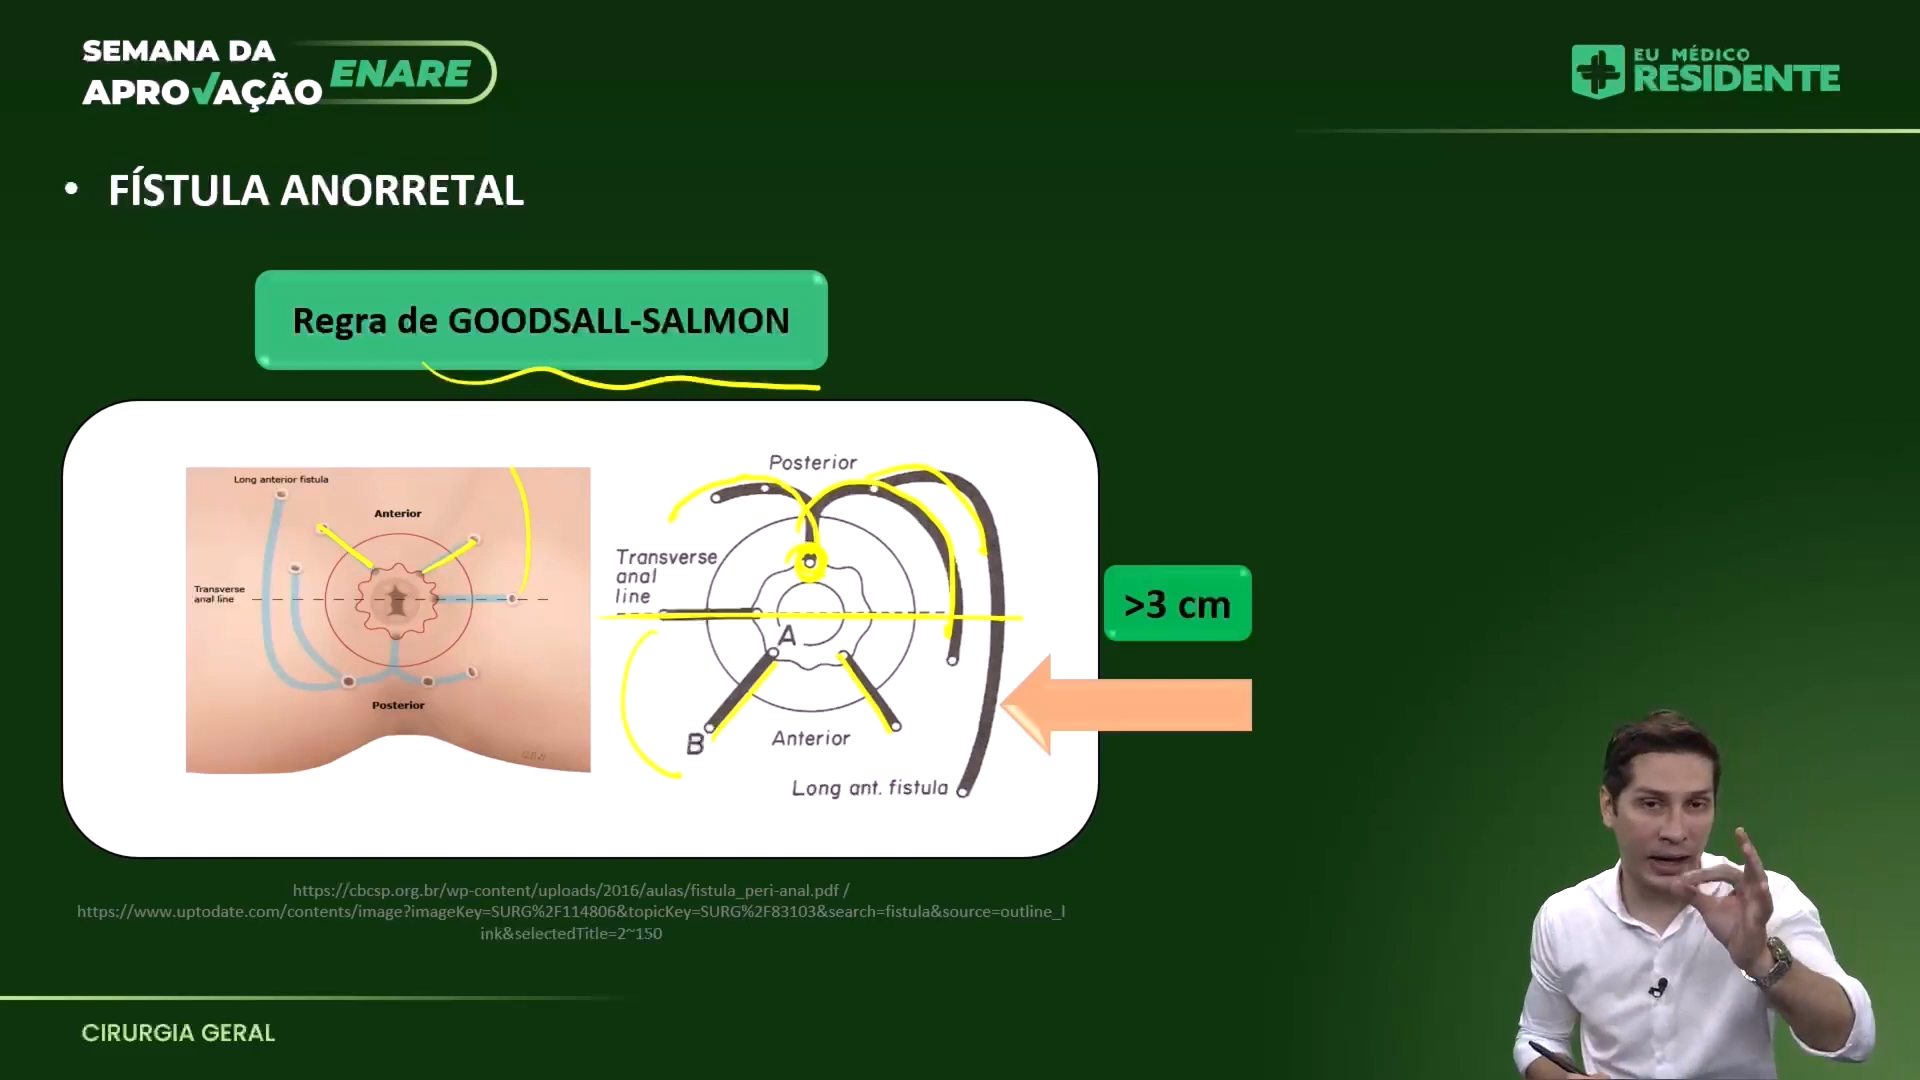 SEMANA DA
APROVAÇÃO ENARE
EU MÉDICO
RESIDENTE
• FÍSTULA ANORRETAL
Regra de GOODSALL-SALMON
Long anterior fistula
Anterior
Transverse
anal line
Posterior
Posterior
Transverse
anal
line
A
B
Anterior
Long ant. fistula
>3 cm
https://cbcsp.org.br/wp-content/uploads/2016/aulas/fistula_peri-anal.pdf /
https://www.uptodate.com/contents/image?imageKey=SURG%2F114806&topicKey=SURG%2F83103&search=fistula&source=outline_l
ink&selectedTitle=2~150
CIRURGIA GERAL